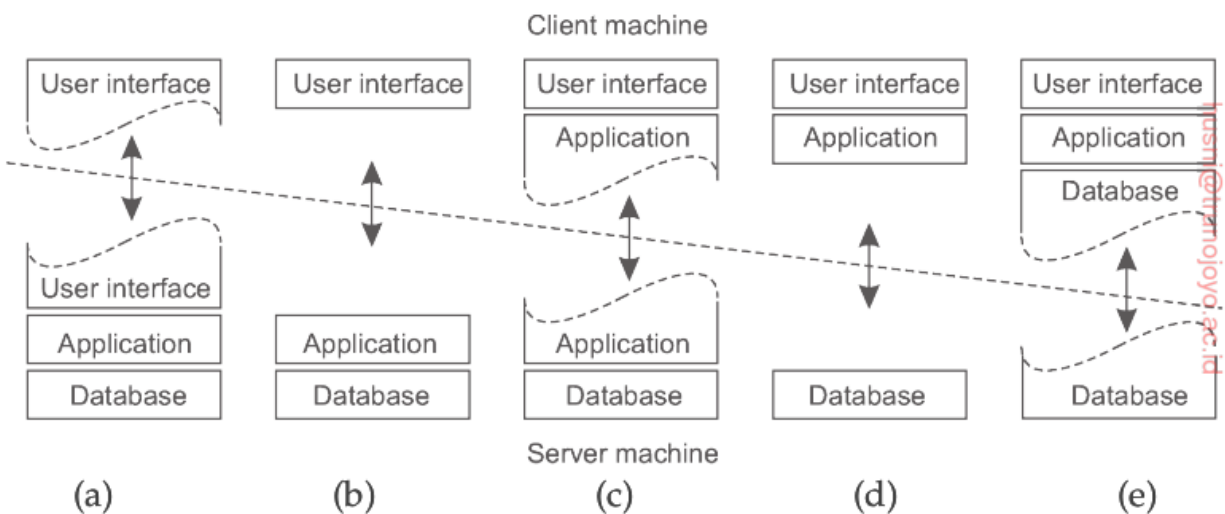 Client machine
User interface User interface User interface User interface User interface
Application Application Application
Database
User interface
Application Application Application
Database Database Database Database Database
Server machine
(a) (b) (c) (d) (e)